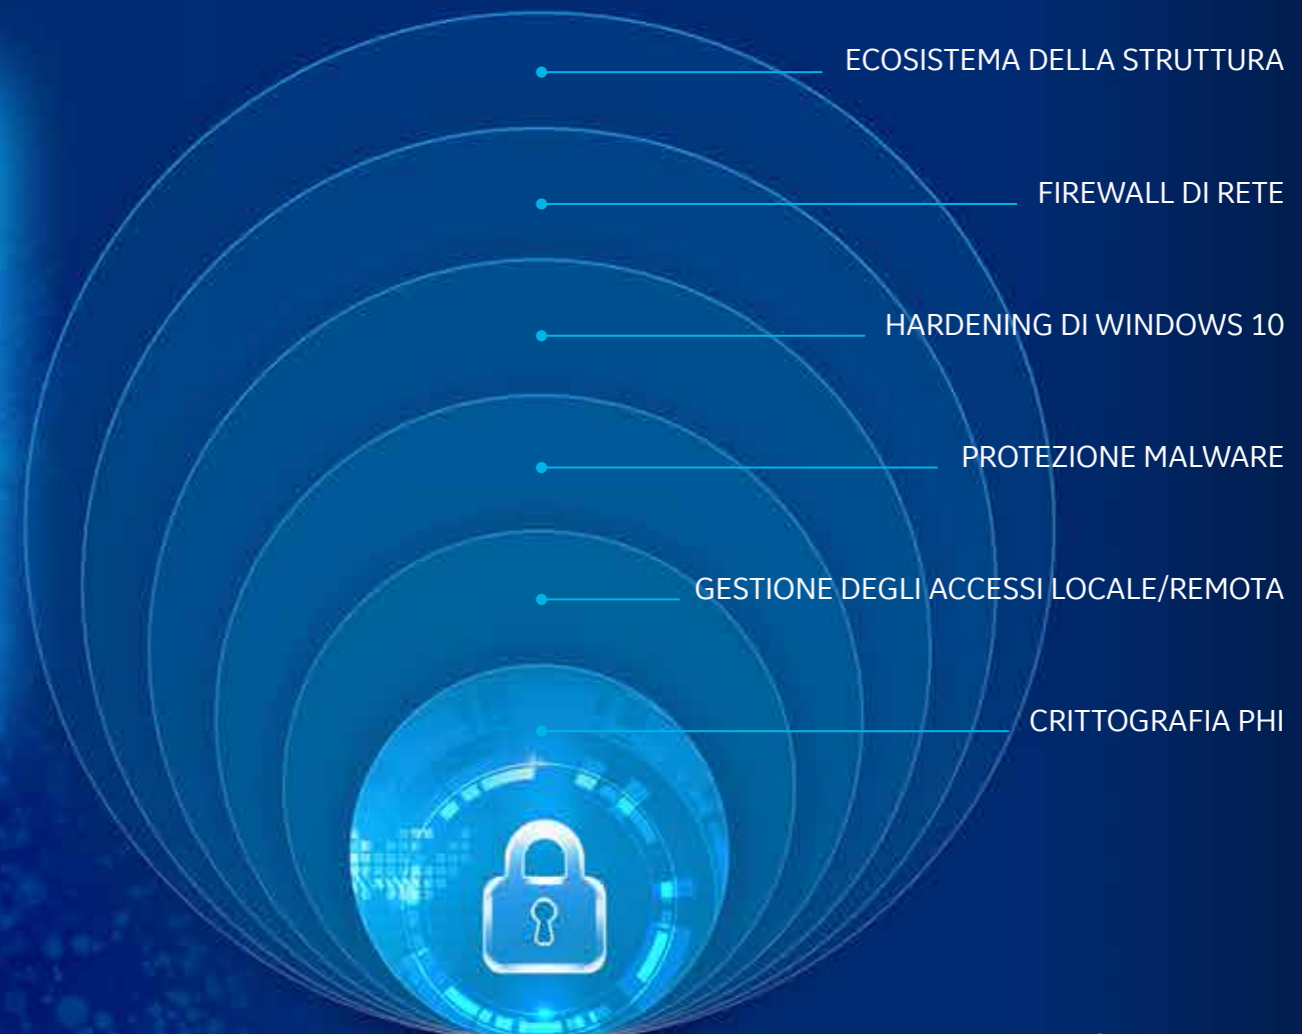 ECOSISTEMA DELLA STRUTTURA
FIREWALL DI RETE
HARDENING DI WINDOWS 10
PROTEZIONE MALWARE
GESTIONE DEGLI ACCESSI LOCALE/REMOTA
CRITTOGRAFIA PHI